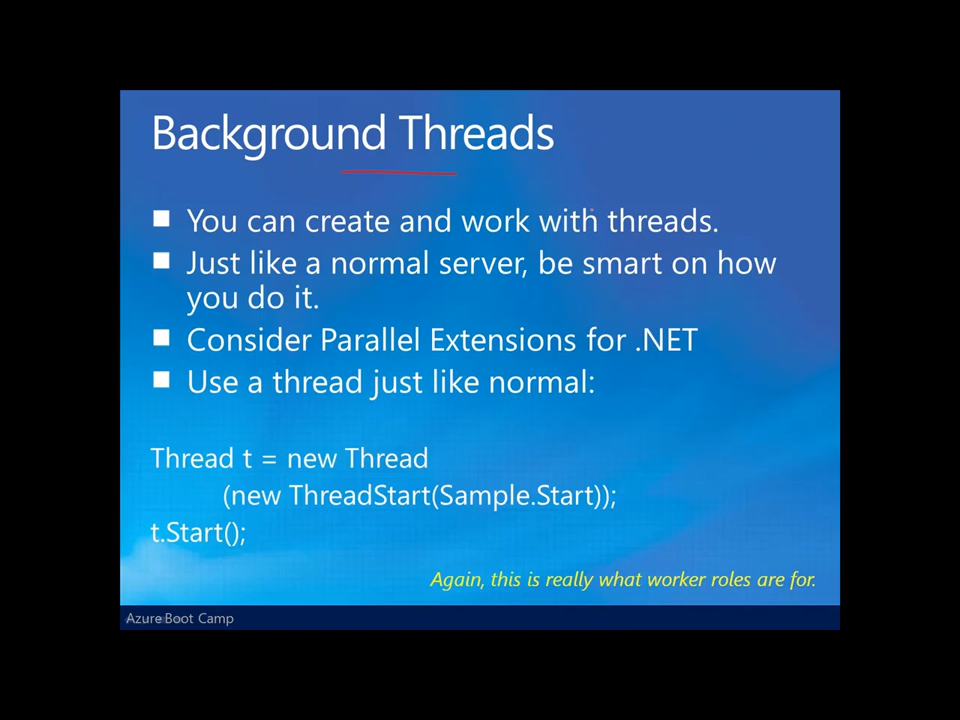 Background Threads
You can create and work with threads.
Just like a normal server, be smart on how
you do it.
Consider Parallel Extensions for .NET
Use a thread just like normal:
Thread t = new Thread
(new ThreadStart(Sample.Start));
t.Start();
Again, this is really what worker roles are for.
Azure Boot Camp